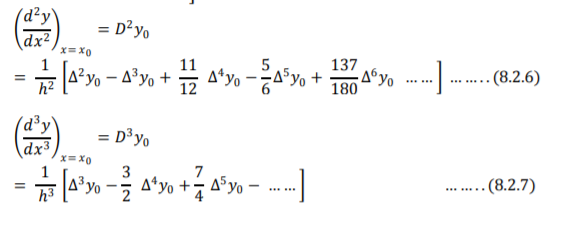 (d²y/dx²)ₓ₌ₓ₀ = D²y₀
= 1/h² [Δ²y₀ − Δ³y₀ + 11/12 Δ⁴y₀ − 5/6 Δ⁵y₀ + 137/180 Δ⁶y₀ … …] … … .. (8.2.6)
(d³y/dx³)ₓ₌ₓ₀ = D³y₀
= 1/h³ [Δ³y₀ − 3/2 Δ⁴y₀ + 7/4 Δ⁵y₀ − … …] … … .. (8.2.7)